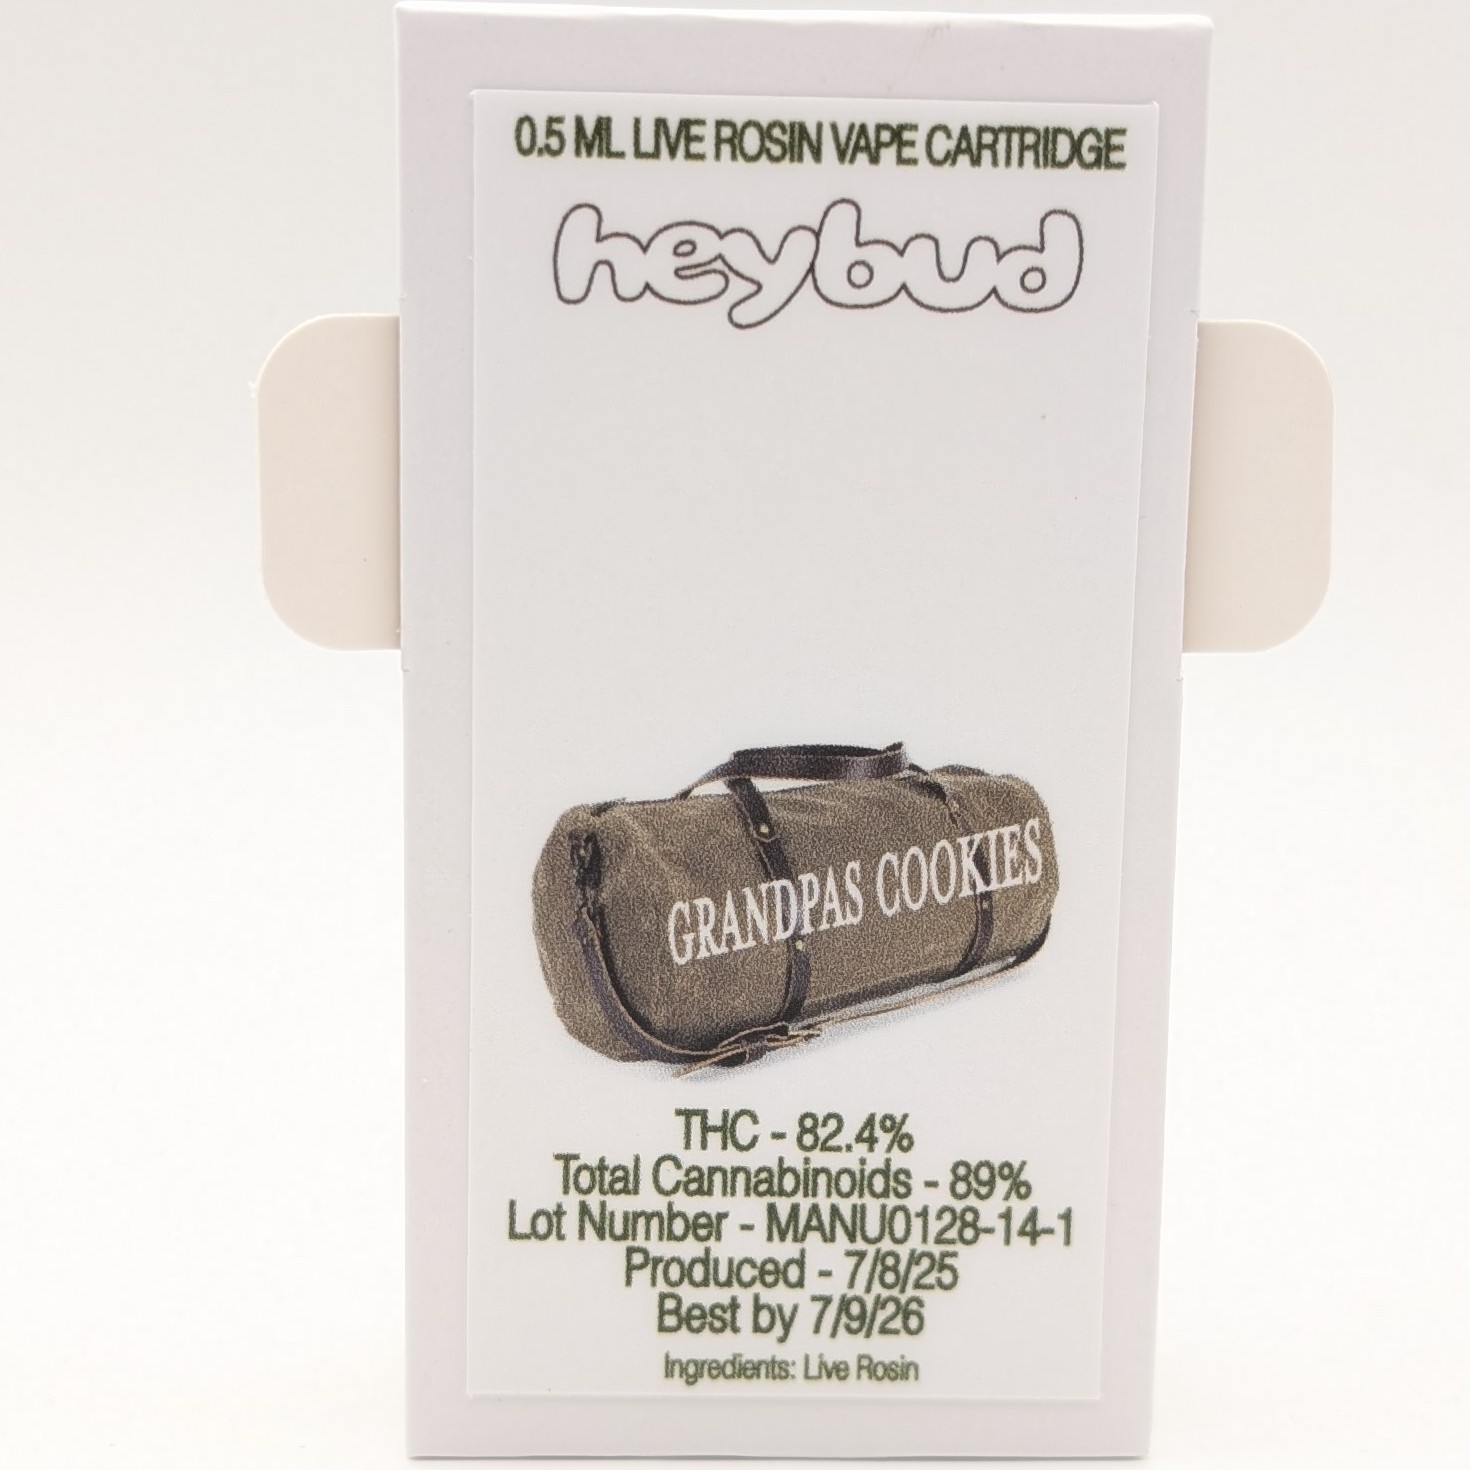 0.5 ML LIVE ROSIN VAPE CARTRIDGE
heybud
GRANDPAS COOKIES
THC - 82.4%
Total Cannabinoids - 89%
Lot Number - MANU0128-14-1
Produced - 7/8/25
Best by 7/9/26
Ingredients: Live Rosin